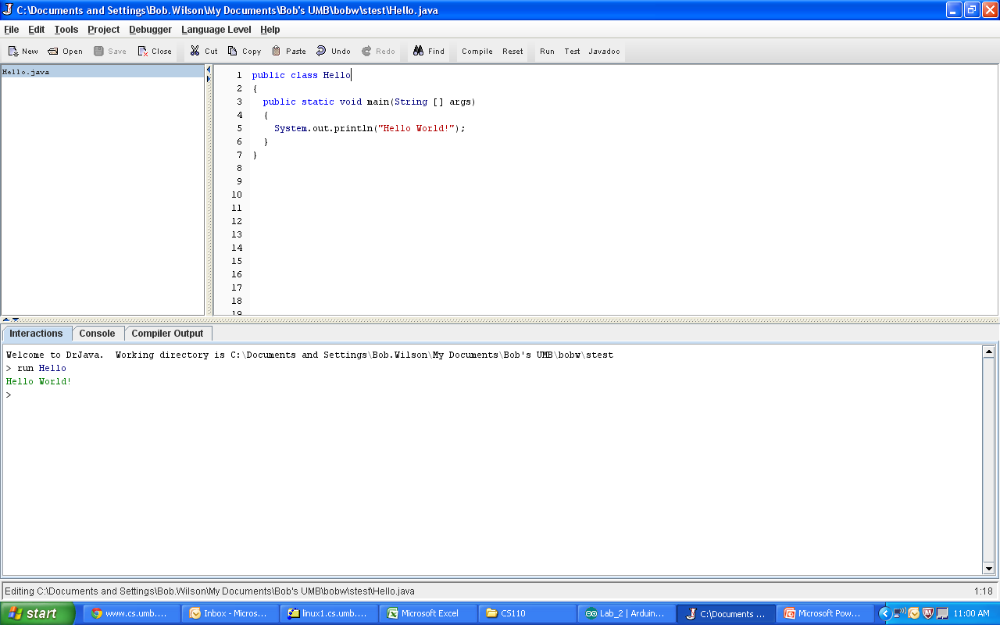 C:\Documents and Settings\Bob.Wilson\My Documents\Bob's UMB\bobw\stest\Hello.java
File Edit Tools Project Debugger Language Level Help
New Open Save Close Cut Copy Paste Undo Redo Find Compile Reset Run Test Javadoc
Hello.java
1 public class Hello
2 {
3 public static void main(String [] args)
4 {
5 System.out.println("Hello World!");
6 }
7 }
8
9
10
11
12
13
14
15
16
17
18
19
Interactions Console Compiler Output
Welcome to DrJava. Working directory is C:\Documents and Settings\Bob.Wilson\My Documents\Bob's UMB\bobw\stest
> run Hello
Hello World!
>
Editing C:\Documents and Settings\Bob.Wilson\My Documents\Bob's UMB\bobw\stest\Hello.java 1:18
start www.cs.umb.... Inbox - Micros... linux1.cs.umb.... Microsoft Excel CS110 Lab_2 | Arduin... C:\Documents ... Microsoft Pow... 11:00 AM